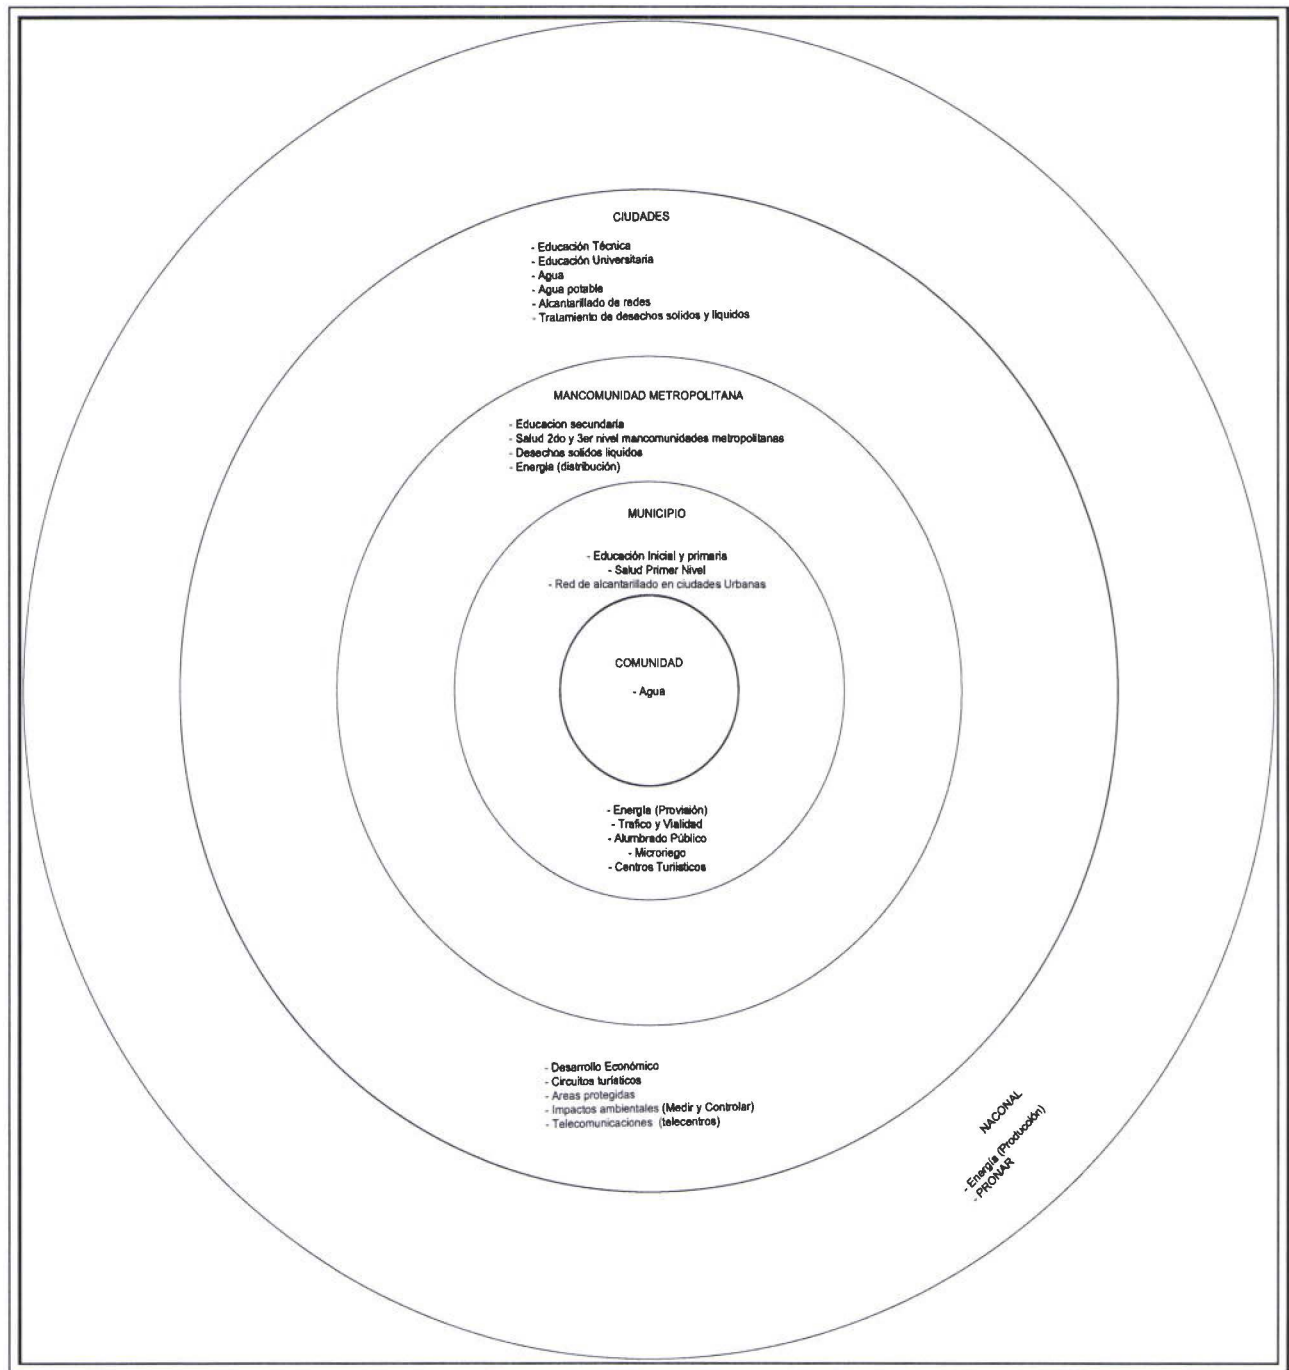 CIUDADES
- Educación Técnica
- Educación Universitaria
- Agua
- Agua potable
- Alcantarillado de redes
- Tratamiento de desechos solidos y liquidos
MANCOMUNIDAD METROPOLITANA
- Educacion secundaria
- Salud 2do y 3er nivel mancomunidades metropolitanas
- Desechos solidos liquidos
- Energia (distribución)
MUNICIPIO
- Educación Inicial y primaria
- Salud Primer Nivel
- Red de alcantarillado en ciudades Urbanas
COMUNIDAD
- Agua
- Energía (Provisión)
- Trafico y Vialidad
- Alumbrado Público
- Microriego
- Centros Turiisticos
- Desarrollo Económico
- Circuitos turísticos
- Areas protegidas
- Impactos ambientales (Medir y Controlar)
- Telecomunicaciones (telecentros)
NACONAL
- Energía (Producción)
- PRONAR